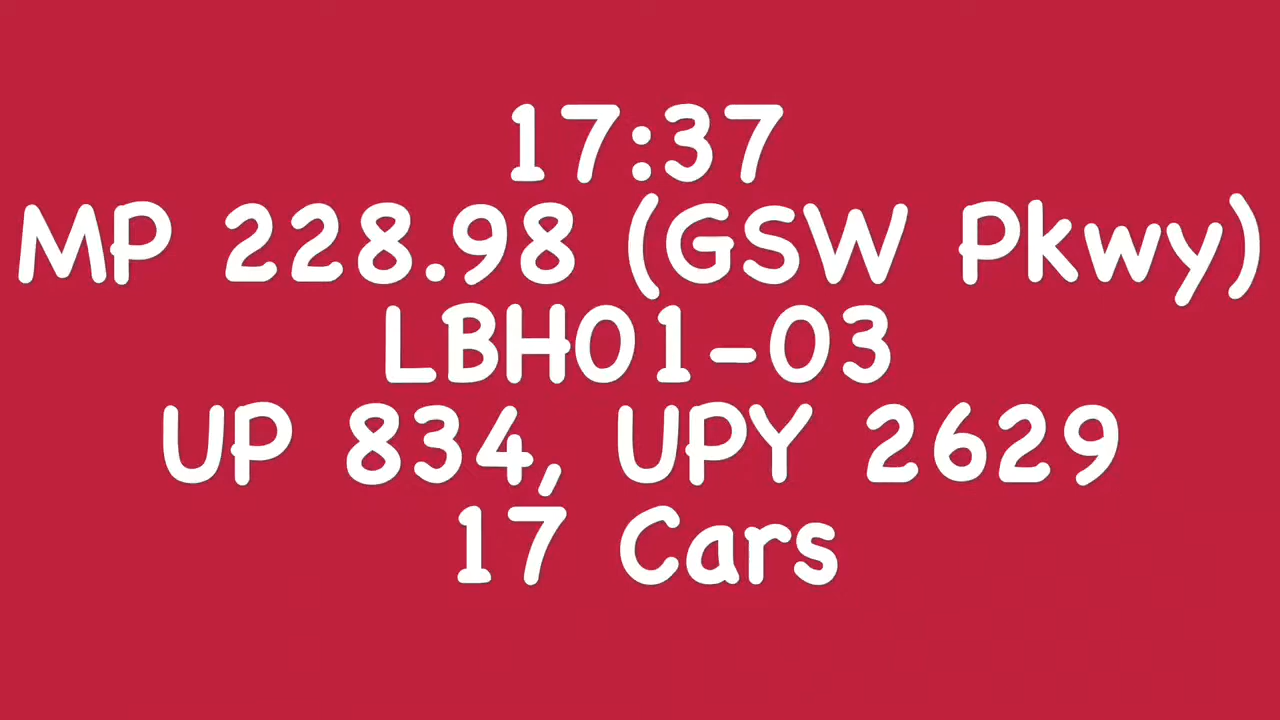 17:37
MP 228.98 (GSW Pkwy)
LBH01-03
UP 834, UPY 2629
17 Cars